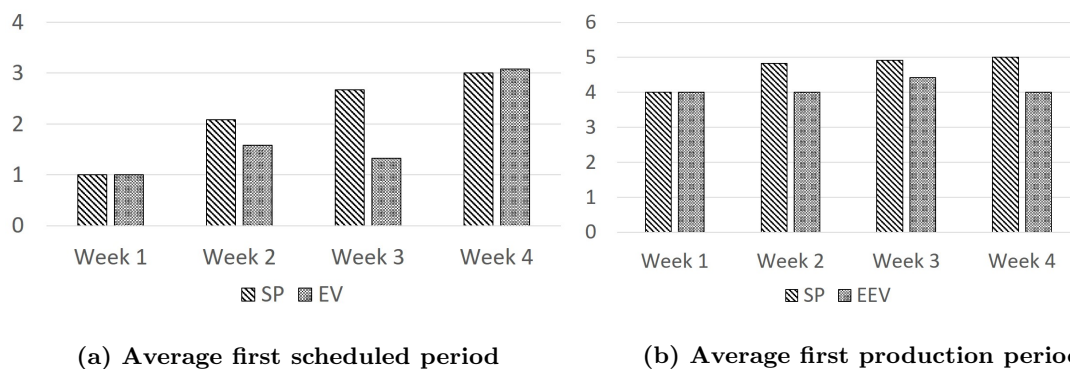 4
3
2
1
0
Week 1 Week 2 Week 3 Week 4
SP EV
(a) Average first scheduled period
6
5
4
3
2
1
0
Week 1 Week 2 Week 3 Week 4
SP EEV
(b) Average first production perio